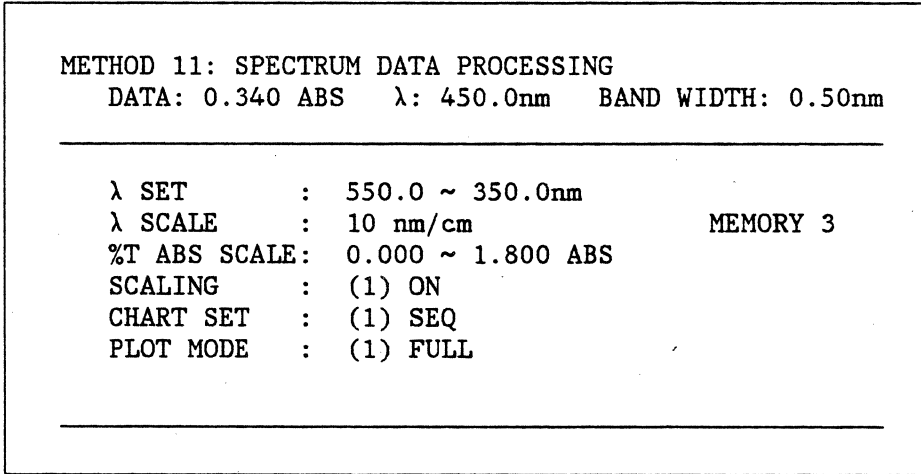 METHOD 11: SPECTRUM DATA PROCESSING
DATA: 0.340 ABS λ: 450.0nm BAND WIDTH: 0.50nm
λ SET : 550.0 ~ 350.0nm
λ SCALE : 10 nm/cm MEMORY 3
%T ABS SCALE: 0.000 ~ 1.800 ABS
SCALING : (1) ON
CHART SET : (1) SEQ
PLOT MODE : (1) FULL